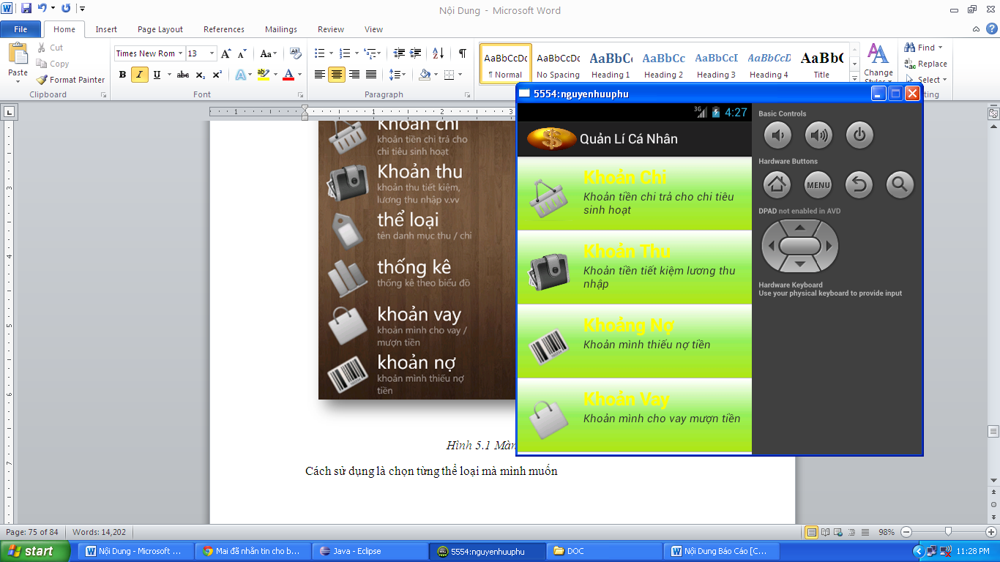 Nội Dung - Microsoft Word
File Home Insert Page Layout References Mailings Review View
Paste
Cut
Copy
Format Painter
Clipboard
Times New Rom 13
B I U abc x₂ x²
Font
Paragraph
AaBbCcDc AaBbCcDc AaBbCc AaBbCc AaBbCcI AaBbCcD AaBbC
¶ Normal No Spacing Heading 1 Heading 2 Heading 3 Heading 4 Title
Change
Find
Replace
Select
khoản tiền chi trả cho
chi tiêu sinh hoạt
Khoản thu
khoản thu tiết kiệm,
lương thu nhập v.vv
thể loại
tên danh mục thu / chi
thống kê
thống kê theo biểu đồ
khoản vay
khoản mình cho vay /
mượn tiền
khoản nợ
khoản mình thiếu nợ
tiền
Hình 5.1 Màn
Cách sử dụng là chọn từng thể loại mà mình muốn
5554:nguyenhuuphu
3G 4:27
Quản Lí Cá Nhân
Khoản Chi
Khoản tiền chi trả cho chi tiêu
sinh hoạt
Khoản Thu
Khoản tiền tiết kiệm lương thu
nhập
Khoảng Nợ
Khoản mình thiếu nợ tiền
Khoản Vay
Khoản mình cho vay mượn tiền
Basic Controls
Hardware Buttons
MENU
DPAD not enabled in AVD
Hardware Keyboard
Use your physical keyboard to provide input
Page: 75 of 84 Words: 14,202 98%
start Nội Dung - Microsoft ... Mai đã nhắn tin cho b... Java - Eclipse 5554:nguyenhuuphu DOC Nội Dung Báo Cáo [C... 11:28 PM